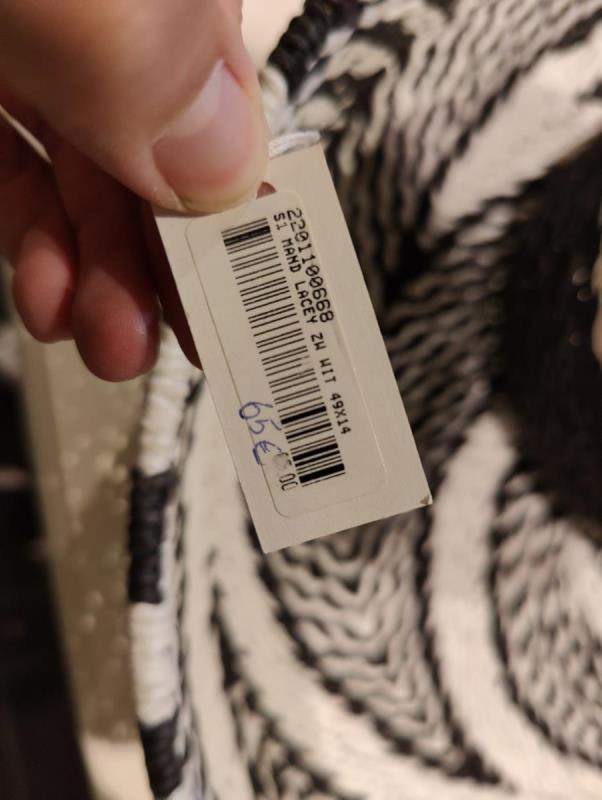 2201100668
S1 MAND LACEY ZW WIT 49X14
65€